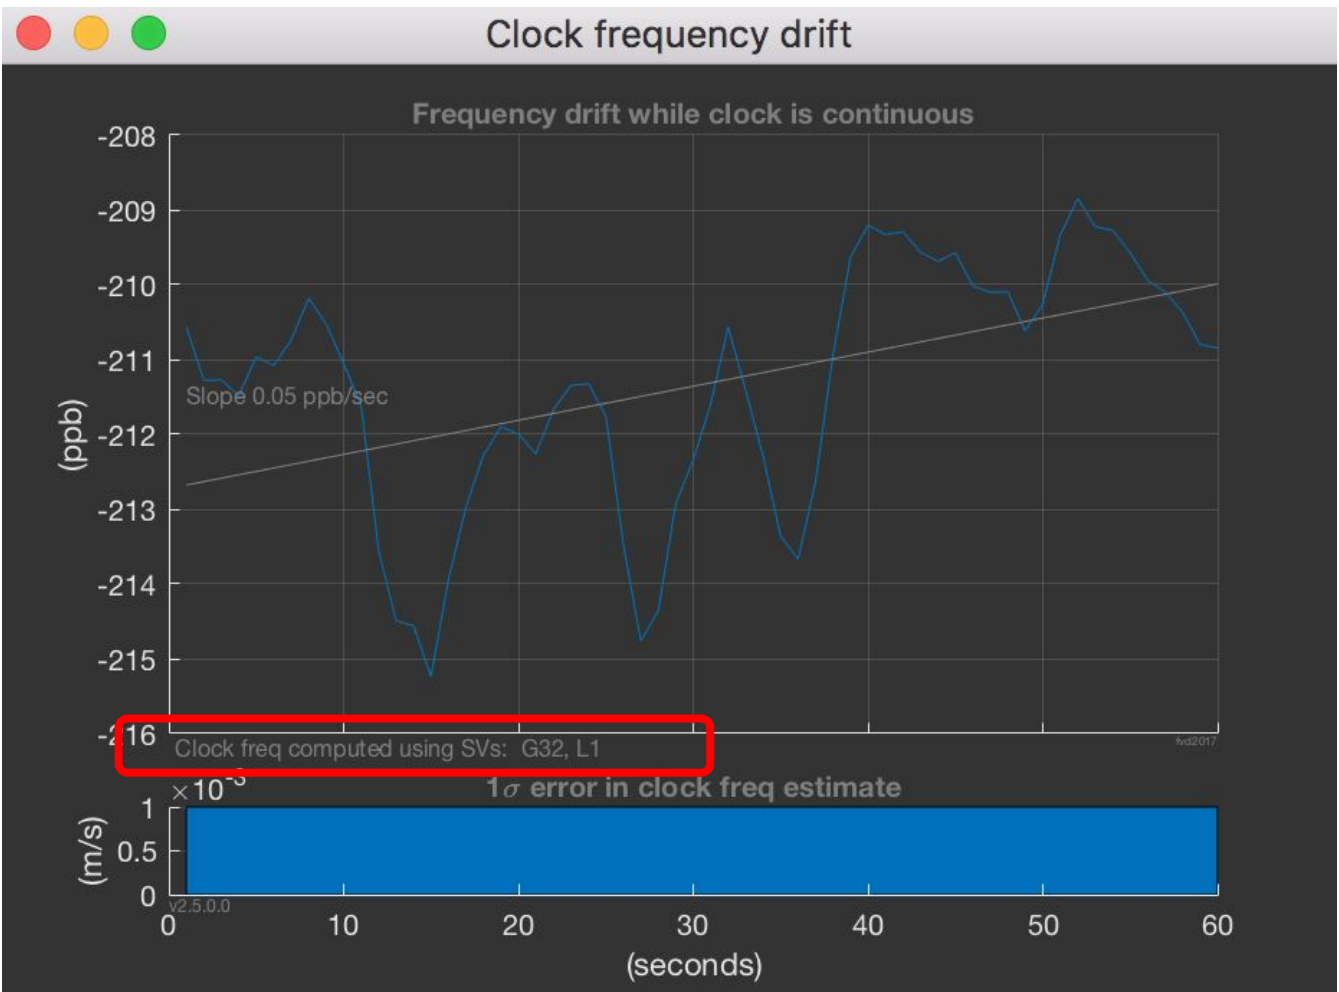 Clock frequency drift
Frequency drift while clock is continuous
-208
-209
-210
-211
Slope 0.05 ppb/sec
(ppb)
-212
-213
-214
-215
-216
Clock freq computed using SVs: G32, L1
fvd2017
×10⁻³
1σ error in clock freq estimate
1
(m/s)
0.5
0
v2.5.0.0
0 10 20 30 40 50 60
(seconds)